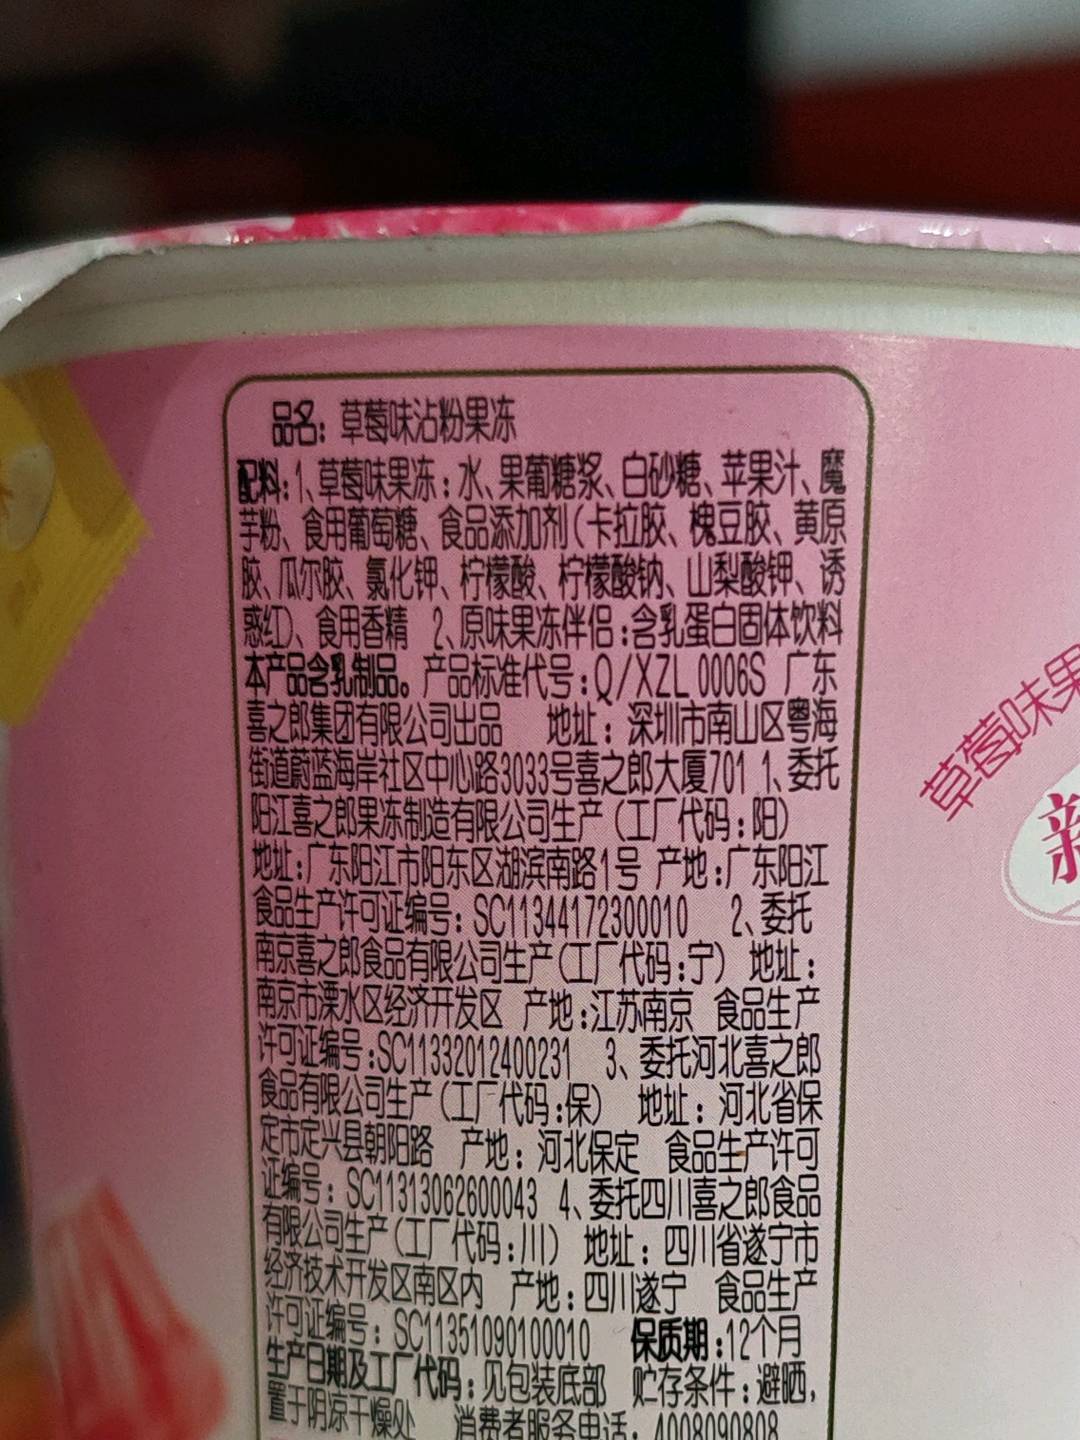 品名：草莓味沾粉果冻
配料：1、草莓味果冻：水、果葡糖浆、白砂糖、苹果汁、魔
芋粉、食用葡萄糖、食品添加剂（卡拉胶、槐豆胶、黄原
胶、瓜尔胶、氯化钾、柠檬酸、柠檬酸钠、山梨酸钾、诱
惑红）、食用香精 2、原味果冻伴侣：含乳蛋白固体饮料
本产品含乳制品。产品标准代号：Q/XZL 0006S 广东
喜之郎集团有限公司出品 地址：深圳市南山区粤海
街道蔚蓝海岸社区中心路3033号喜之郎大厦701 1、委托
阳江喜之郎果冻制造有限公司生产（工厂代码：阳）
地址：广东阳江市阳东区湖滨南路1号 产地：广东阳江
食品生产许可证编号：SC11344172300010 2、委托
南京喜之郎食品有限公司生产（工厂代码：宁） 地址：
南京市溧水区经济开发区 产地：江苏南京 食品生产
许可证编号：SC11332012400231 3、委托河北喜之郎
食品有限公司生产（工厂代码：保） 地址：河北省保
定市定兴县朝阳路 产地：河北保定 食品生产许可
证编号：SC11313062600043 4、委托四川喜之郎食品
有限公司生产（工厂代码：川） 地址：四川省遂宁市
经济技术开发区南区内 产地：四川遂宁 食品生产
许可证编号：SC11351090100010 保质期：12个月
生产日期及工厂代码：见包装底部 贮存条件：避晒，
置于阴凉干燥处 消费者服务电话：4008090808
草莓味果
新